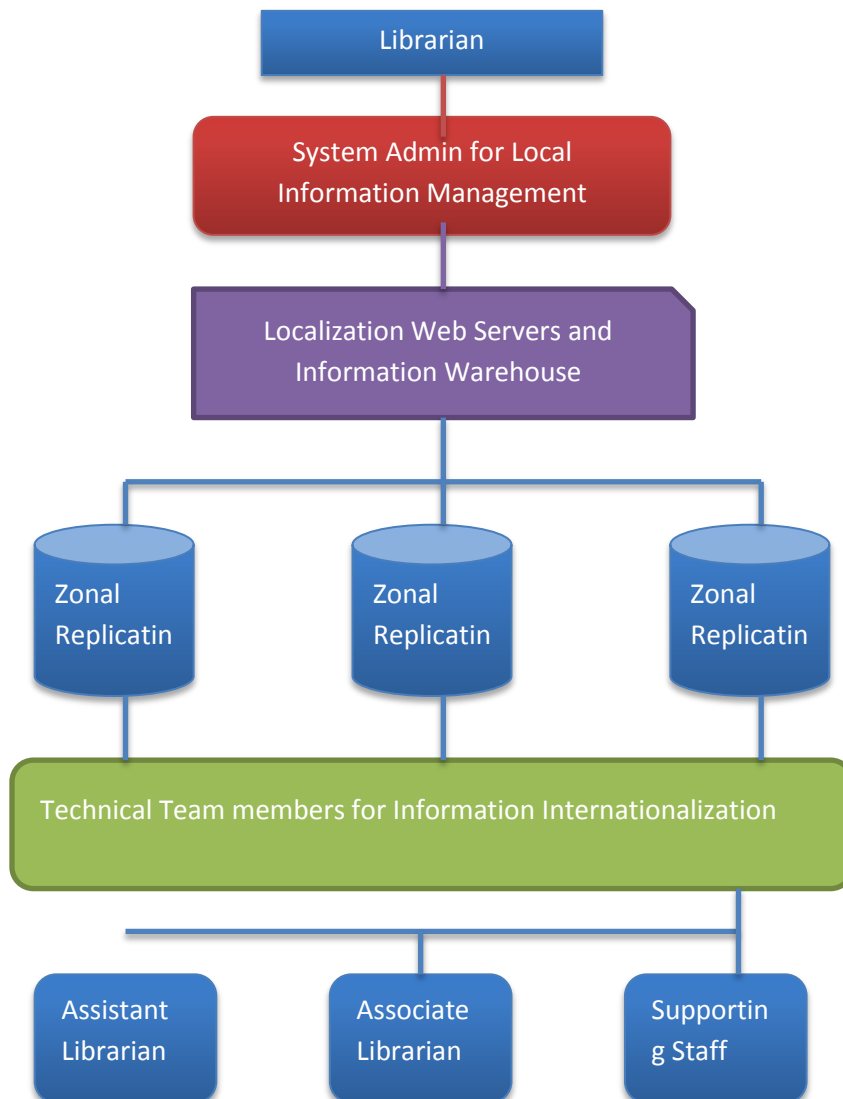 Librarian
System Admin for Local
Information Management
Localization Web Servers and
Information Warehouse
Zonal
Replicatin
Zonal
Replicatin
Zonal
Replicatin
Technical Team members for Information Internationalization
Assistant
Librarian
Associate
Librarian
Supportin
g Staff